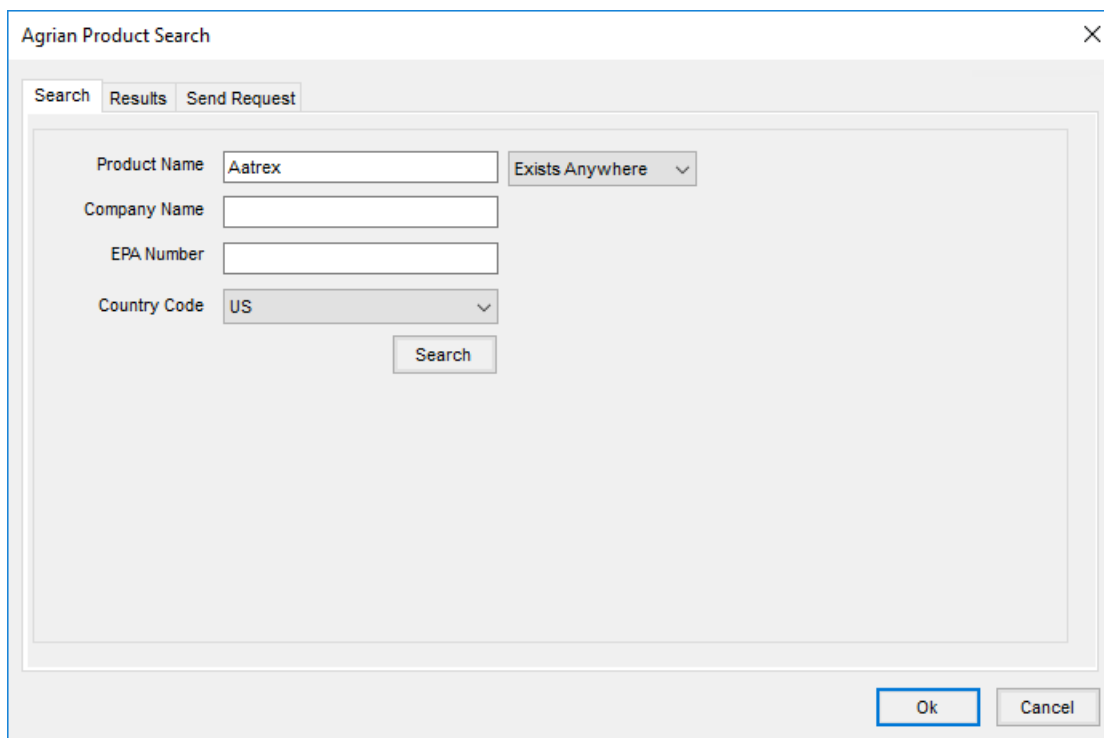 Agrian Product Search
Search Results Send Request
Product Name Aatrex Exists Anywhere
Company Name
EPA Number
Country Code US
Search
Ok Cancel